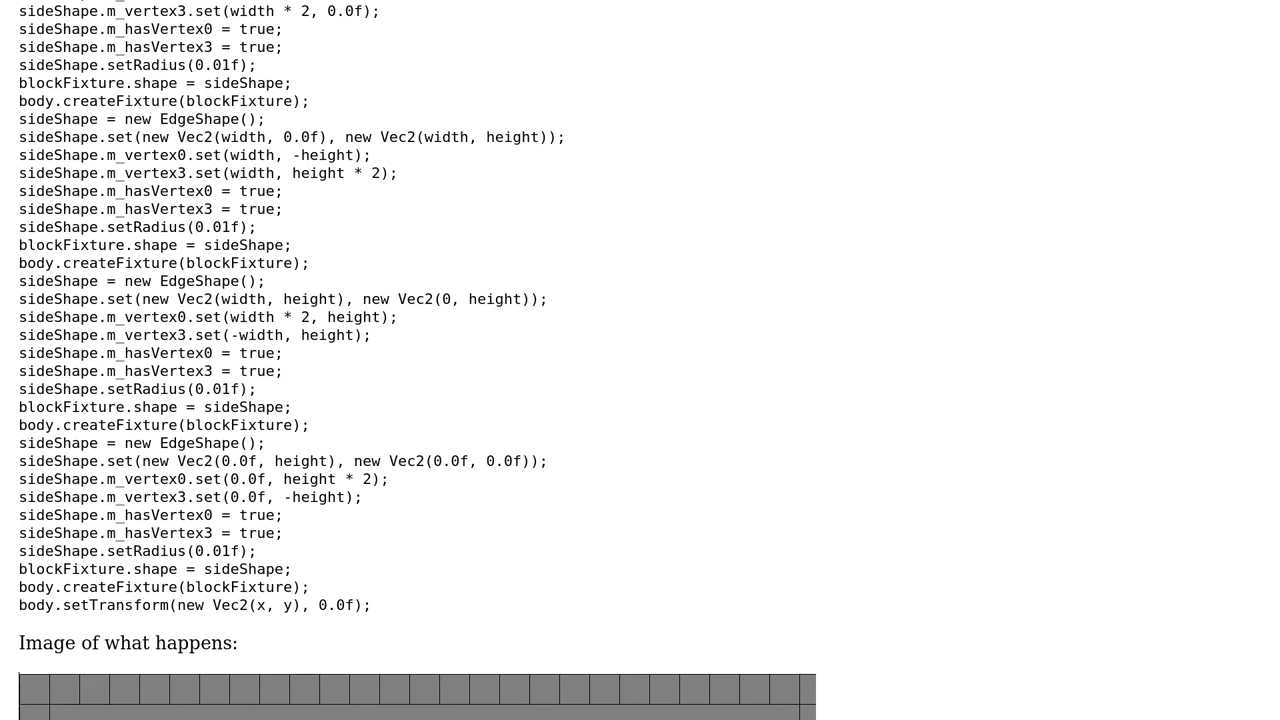 sideShape.m_vertex3.set(width * 2, 0.0f);
sideShape.m_hasVertex0 = true;
sideShape.m_hasVertex3 = true;
sideShape.setRadius(0.01f);
blockFixture.shape = sideShape;
body.createFixture(blockFixture);
sideShape = new EdgeShape();
sideShape.set(new Vec2(width, 0.0f), new Vec2(width, height));
sideShape.m_vertex0.set(width, -height);
sideShape.m_vertex3.set(width, height * 2);
sideShape.m_hasVertex0 = true;
sideShape.m_hasVertex3 = true;
sideShape.setRadius(0.01f);
blockFixture.shape = sideShape;
body.createFixture(blockFixture);
sideShape = new EdgeShape();
sideShape.set(new Vec2(width, height), new Vec2(0, height));
sideShape.m_vertex0.set(width * 2, height);
sideShape.m_vertex3.set(-width, height);
sideShape.m_hasVertex0 = true;
sideShape.m_hasVertex3 = true;
sideShape.setRadius(0.01f);
blockFixture.shape = sideShape;
body.createFixture(blockFixture);
sideShape = new EdgeShape();
sideShape.set(new Vec2(0.0f, height), new Vec2(0.0f, 0.0f));
sideShape.m_vertex0.set(0.0f, height * 2);
sideShape.m_vertex3.set(0.0f, -height);
sideShape.m_hasVertex0 = true;
sideShape.m_hasVertex3 = true;
sideShape.setRadius(0.01f);
blockFixture.shape = sideShape;
body.createFixture(blockFixture);
body.setTransform(new Vec2(x, y), 0.0f);
Image of what happens: